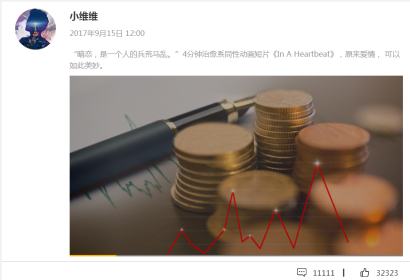 小维维
2017年9月15日 12:00
“暗恋，是一个人的兵荒马乱。”4分钟治愈系同性动画短片《In A Heartbeat》，原来爱情，可以
如此美妙。
11111
32323